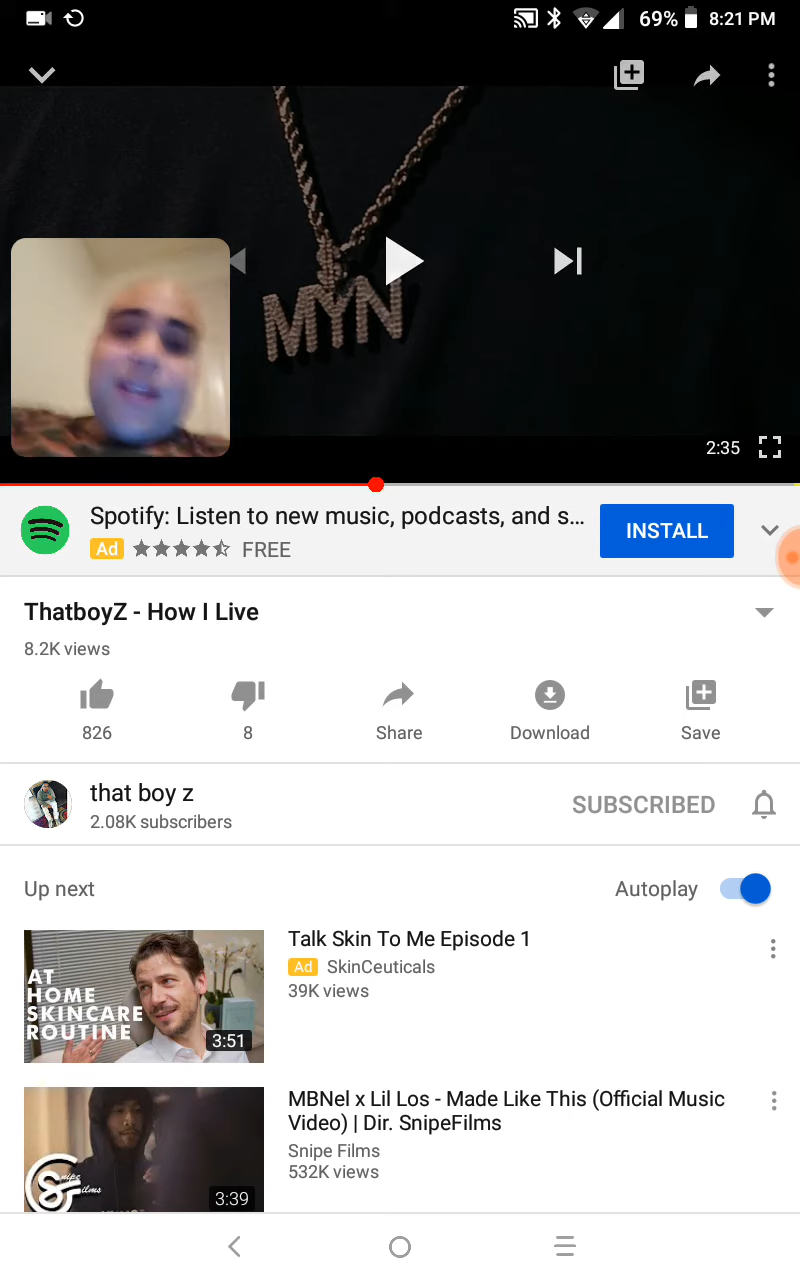 69% 8:21 PM
MYN
2:35
Spotify: Listen to new music, podcasts, and s...
INSTALL
Ad FREE
ThatboyZ - How I Live
8.2K views
826
8
Share
Download
Save
that boy z
2.08K subscribers
SUBSCRIBED
Up next
Autoplay
AT
HOME
SKINCARE
ROUTINE
3:51
Talk Skin To Me Episode 1
Ad SkinCeuticals
39K views
Snipe
Films
3:39
MBNel x Lil Los - Made Like This (Official Music
Video) | Dir. SnipeFilms
Snipe Films
532K views